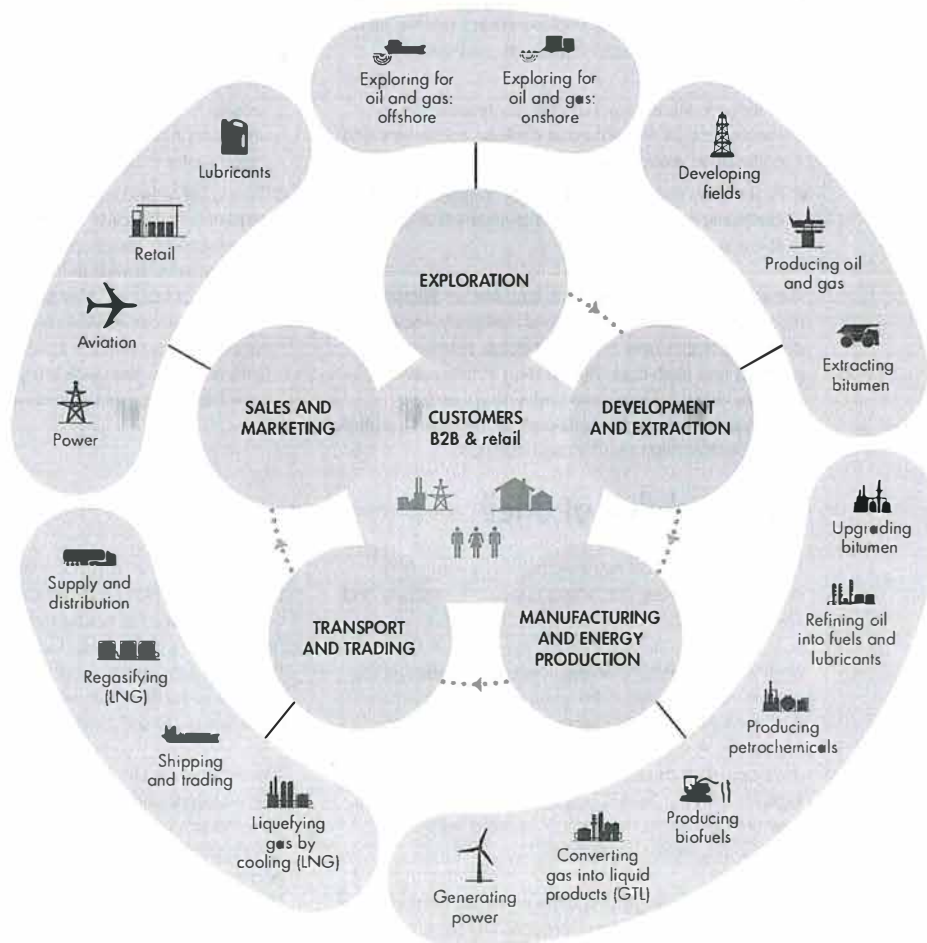 Exploring for
oil and gas:
offshore
Exploring for
oil and gas:
onshore
Developing
fields
Producing oil
and gas
Extracting
bitumen
Lubricants
Retail
Aviation
Power
EXPLORATION
DEVELOPMENT
AND EXTRACTION
SALES AND
MARKETING
CUSTOMERS
B2B & retail
TRANSPORT
AND TRADING
MANUFACTURING
AND ENERGY
PRODUCTION
Upgrading
bitumen
Refining oil
into fuels and
lubricants
Producing
petrochemicals
Producing
biofuels
Converting
gas into liquid
products (GTL)
Generating
power
Supply and
distribution
Regasifying
(LNG)
Shipping
and trading
Liquefying
gas by
cooling (LNG)